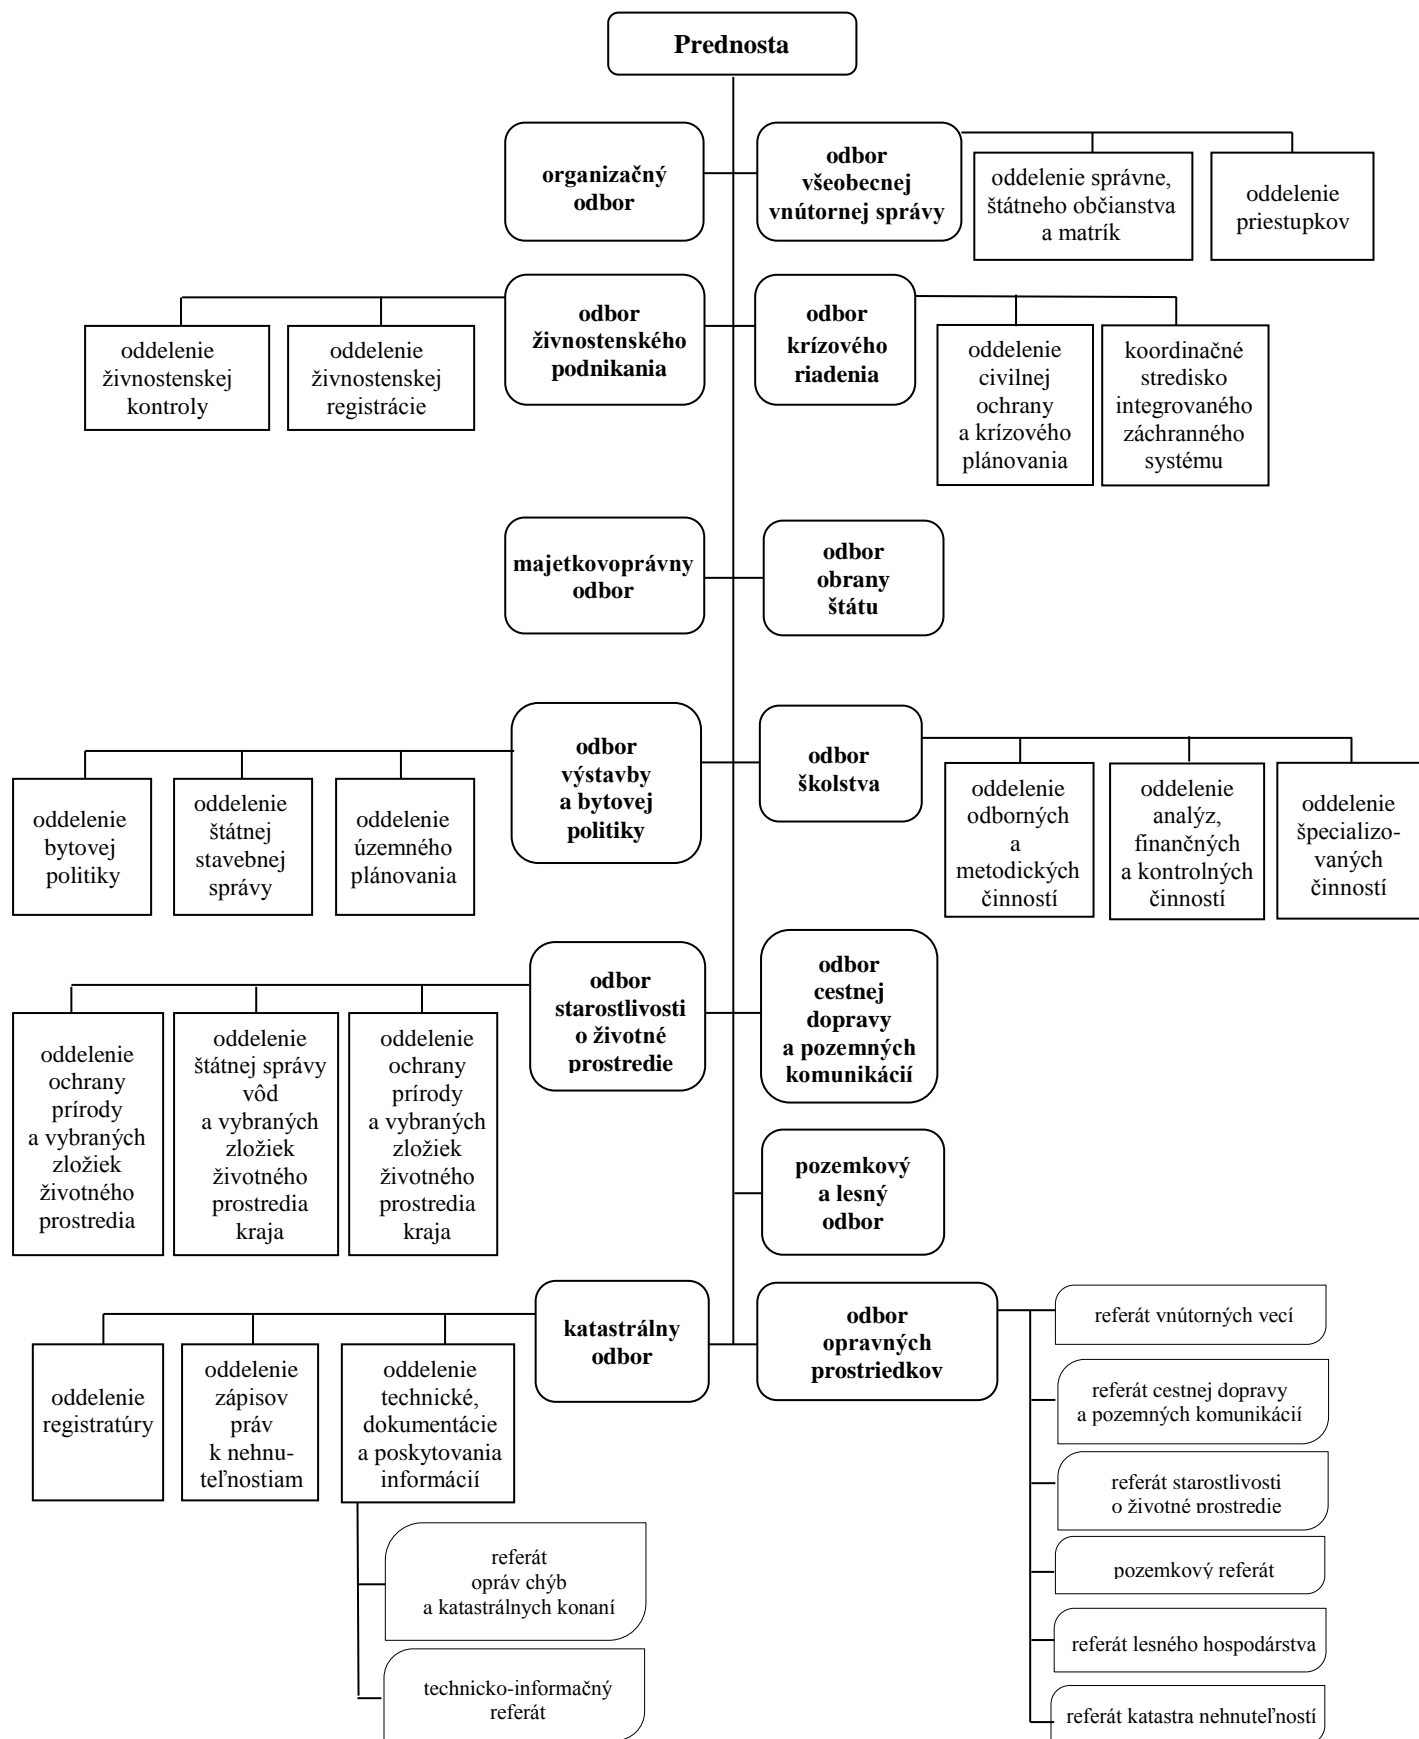 Prednosta
organizačný
odbor
odbor
všeobecnej
vnútornej správy
oddelenie správne,
štátneho občianstva
a matrík
oddelenie
priestupkov
oddelenie
živnostenskej
kontroly
oddelenie
živnostenskej
registrácie
odbor
živnostenského
podnikania
odbor
krízového
riadenia
oddelenie
civilnej
ochrany
a krízového
plánovania
koordinačné
stredisko
integrovaného
záchranného
systému
majetkovoprávny
odbor
odbor
obrany
štátu
oddelenie
bytovej
politiky
oddelenie
štátnej
stavebnej
správy
oddelenie
územného
plánovania
odbor
výstavby
a bytovej
politiky
odbor
školstva
oddelenie
odborných
a
metodických
činností
oddelenie
analýz,
finančných
a kontrolných
činností
oddelenie
špecializo-
vaných
činností
oddelenie
ochrany
prírody
a vybraných
zložiek
životného
prostredia
oddelenie
štátnej správy
vôd
a vybraných
zložiek
životného
prostredia
kraja
oddelenie
ochrany
prírody
a vybraných
zložiek
životného
prostredia
kraja
odbor
starostlivosti
o životné
prostredie
odbor
cestnej
dopravy
a pozemných
komunikácií
pozemkový
a lesný
odbor
oddelenie
registratúry
oddelenie
zápisov
práv
k nehnu-
teľnostiam
oddelenie
technické,
dokumentácie
a poskytovania
informácií
katastrálny
odbor
odbor
opravných
prostriedkov
referát vnútorných vecí
referát cestnej dopravy
a pozemných komunikácií
referát starostlivosti
o životné prostredie
pozemkový referát
referát lesného hospodárstva
referát katastra nehnuteľností
referát
opráv chýb
a katastrálnych konaní
technicko-informačný
referát